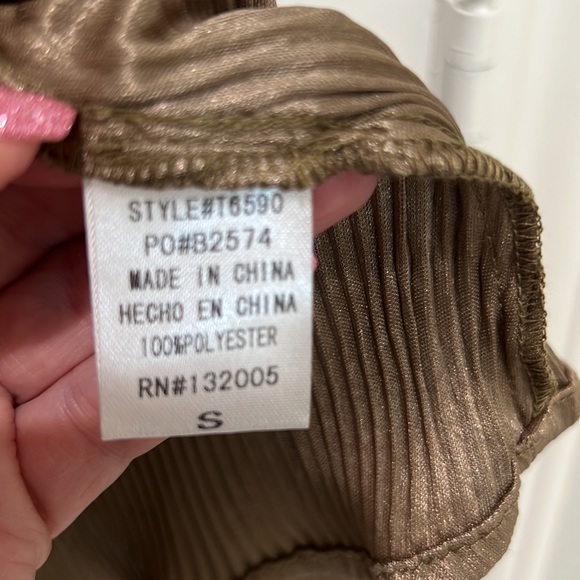 STYLE#T6590
PO#B2574
MADE IN CHINA
HECHO EN CHINA
100%POLYESTER
RN#132005
S